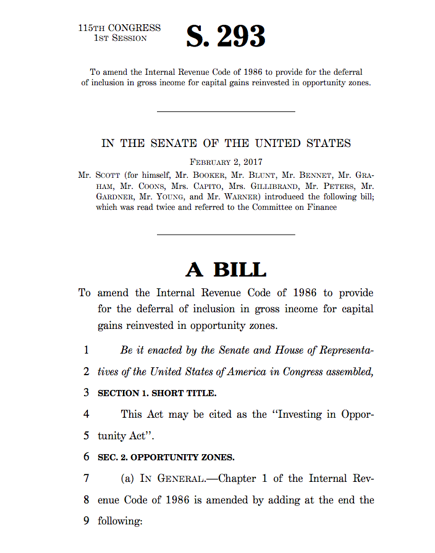 115TH CONGRESS
1ST SESSION
S. 293
To amend the Internal Revenue Code of 1986 to provide for the deferral
of inclusion in gross income for capital gains reinvested in opportunity zones.
IN THE SENATE OF THE UNITED STATES
FEBRUARY 2, 2017
Mr. SCOTT (for himself, Mr. BOOKER, Mr. BLUNT, Mr. BENNET, Mr. GRA-
HAM, Mr. COONS, Mrs. CAPITO, Mrs. GILLIBRAND, Mr. PETERS, Mr.
GARDNER, Mr. YOUNG, and Mr. WARNER) introduced the following bill;
which was read twice and referred to the Committee on Finance
A BILL
To amend the Internal Revenue Code of 1986 to provide
for the deferral of inclusion in gross income for capital
gains reinvested in opportunity zones.
1 Be it enacted by the Senate and House of Representa-
2 tives of the United States of America in Congress assembled,
3 SECTION 1. SHORT TITLE.
4 This Act may be cited as the “Investing in Oppor-
5 tunity Act”.
6 SEC. 2. OPPORTUNITY ZONES.
7 (a) IN GENERAL.—Chapter 1 of the Internal Rev-
8 enue Code of 1986 is amended by adding at the end the
9 following: